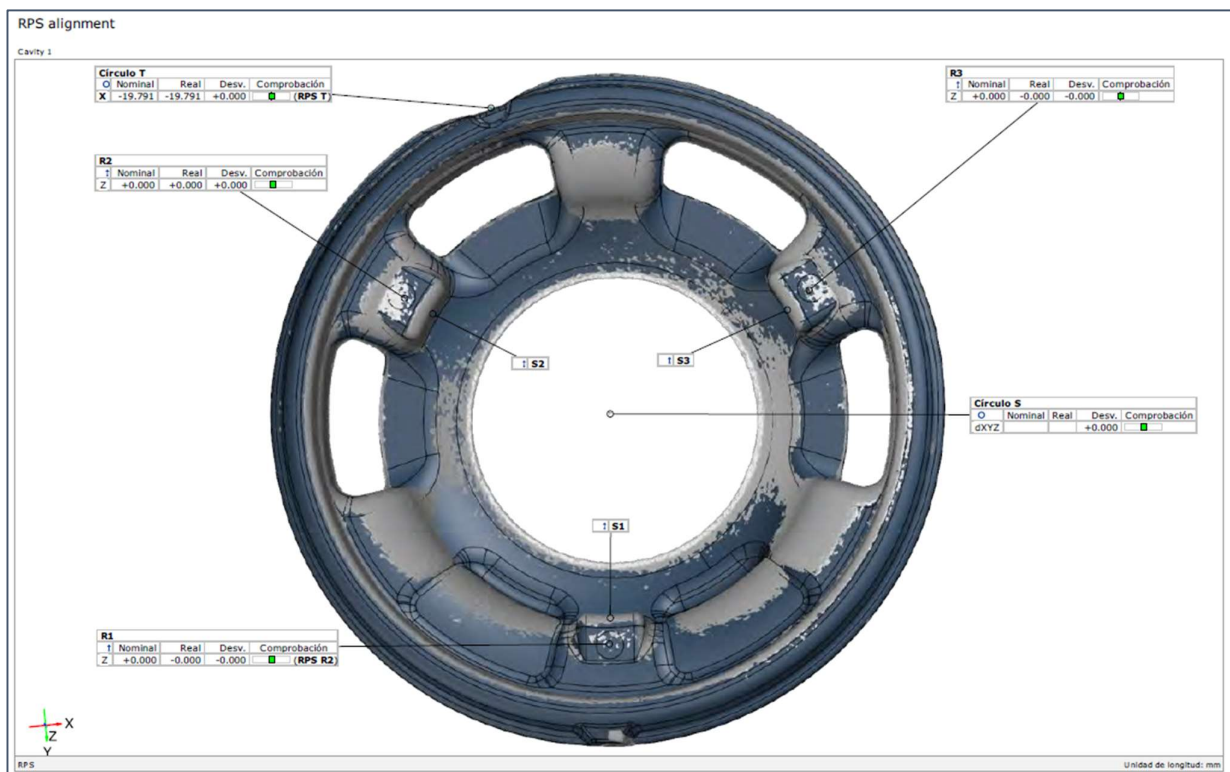 RPS alignment
Cavity 1
Círculo T
Nominal Real Desv. Comprobación
X -19.791 -19.791 +0.000 (RPS T)
R3
Nominal Real Desv. Comprobación
Z +0.000 -0.000 -0.000
R2
Nominal Real Desv. Comprobación
Z +0.000 +0.000 +0.000
S2
S3
Círculo S
Nominal Real Desv. Comprobación
dXYZ +0.000
S1
R1
Nominal Real Desv. Comprobación
Z +0.000 -0.000 -0.000 (RPS R2)
X
Z
Y
RPS Unidad de longitud: mm